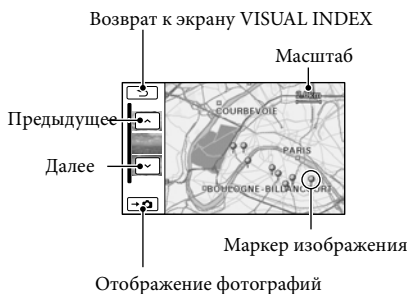 Возврат к экрану VISUAL INDEX
Масштаб
COURBEVOIE
Предыдущее
PARIS
Далее
BOULOGNE-BILLANCOURT
Маркер изображения
Отображение фотографий